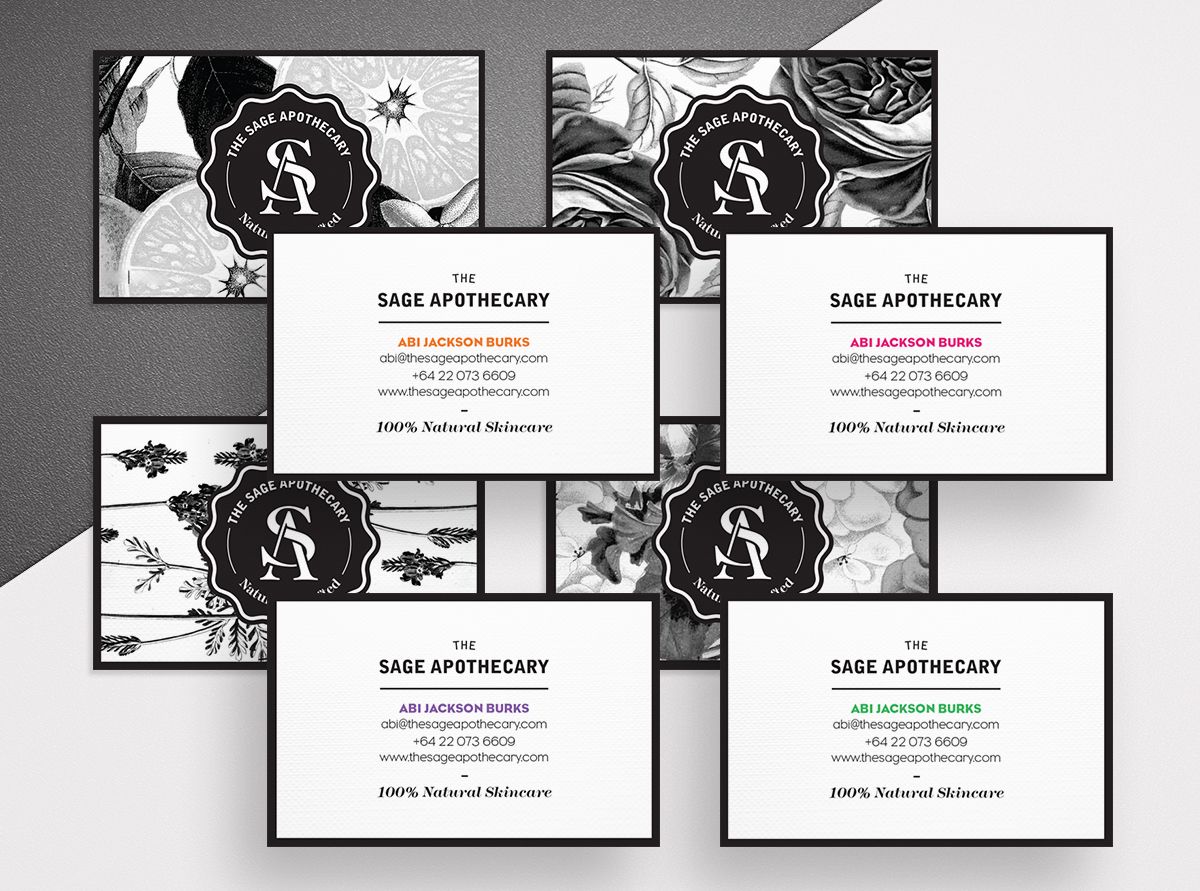 THE SAGE APOTHECARY
SA
THE SAGE APOTHECARY
SA
THE
SAGE APOTHECARY
ABI JACKSON BURKS
abi@thesageapothecary.com
+64 22 073 6609
www.thesageapothecary.com
–
100% Natural Skincare
THE
SAGE APOTHECARY
ABI JACKSON BURKS
abi@thesageapothecary.com
+64 22 073 6609
www.thesageapothecary.com
–
100% Natural Skincare
THE SAGE APOTHECARY
SA
THE SAGE APOTHECARY
SA
THE
SAGE APOTHECARY
ABI JACKSON BURKS
abi@thesageapothecary.com
+64 22 073 6609
www.thesageapothecary.com
–
100% Natural Skincare
THE
SAGE APOTHECARY
ABI JACKSON BURKS
abi@thesageapothecary.com
+64 22 073 6609
www.thesageapothecary.com
–
100% Natural Skincare